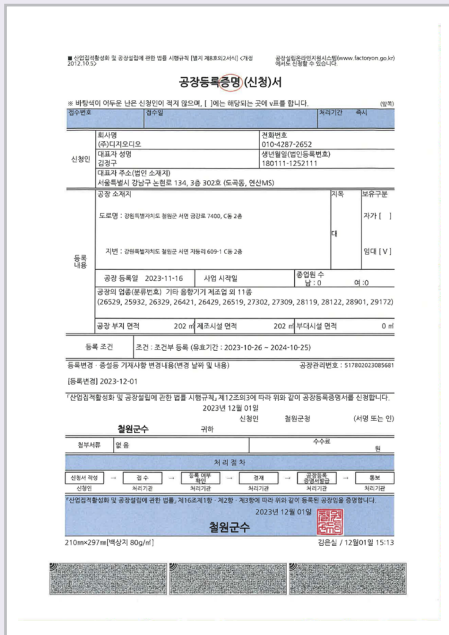 ■ 산업집적활성화 및 공장설립에 관한 법률 시행규칙 [별지 제8호의2서식] <개정 2012.10.5>
공장설립온라인지원시스템(www.factoryon.go.kr)에서도 신청할 수 있습니다.
공장등록증명(신청)서
※ 바탕색이 어두운 난은 신청인이 적지 않으며, [ ]에는 해당되는 곳에 v표를 합니다. (앞쪽)
접수번호 접수일 처리기간 즉시
신청인
회사명
(주)디지오디오
전화번호
010-4287-2652
대표자 성명
김정구
생년월일(법인등록번호)
180111-1252111
대표자 주소(법인 소재지)
서울특별시 강남구 논현로 134, 3층 302호 (도곡동, 연산MS)
등록
내용
공장 소재지 지목 보유구분
도로명 : 강원특별자치도 철원군 서면 금강로 7400, C동 2층
자가 [ ]
대
지번 : 강원특별자치도 철원군 서면 자등리 609-1 C동 2층
임대 [ V ]
공장 등록일 2023-11-16 사업 시작일 종업원 수
남 : 0 여 :0
공장의 업종(분류번호) 기타 음향기기 제조업 외 11종
(26529, 25932, 26329, 26421, 26429, 26519, 27302, 27309, 28119, 28122, 28901, 29172)
공장 부지 면적 202 ㎡ 제조시설 면적 202 ㎡ 부대시설 면적 0 ㎡
등록 조건 조건 : 조건부 등록 (유효기간 : 2023-10-26 ~ 2024-10-25)
등록변경ㆍ증설등 기재사항 변경내용(변경 날짜 및 내용) 공장관리번호 : 517802023085681
[등록변경] 2023-12-01
「산업집적활성화 및 공장설립에 관한 법률 시행규칙」 제12조의3에 따라 위와 같이 공장등록증명서를 신청합니다.
2023년 12월 01일
신청인 철원군청 (서명 또는 인)
철원군수 귀하
첨부서류 없 음 수수료
원
처 리 절 차
신청서 작성 → 접 수 → 등록 여부 확인 → 결재 → 공장등록 증명서발급 → 통보
신청인 처리기관 처리기관 처리기관 처리기관
「산업집적활성화 및 공장설립에 관한 법률」 제16조제1항ㆍ제2항ㆍ제3항에 따라 위와 같이 등록된 공장임을 증명합니다.
2023년 12월 01일
철원군수
210㎜×297㎜[백상지 80g/㎡]
김은실 / 12월01일 15:13